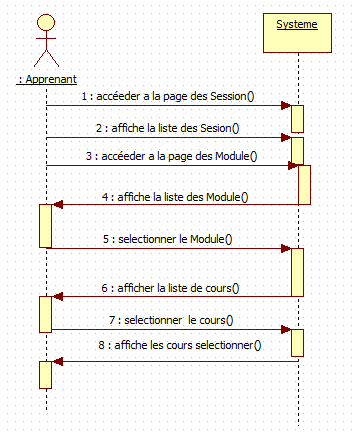 Systeme
: Apprenant
1 : accéeder a la page des Session()
2 : affiche la liste des Sesion()
3 : accéeder a la page des Module()
4 : affiche la liste des Module()
5 : selectionner le Module()
6 : afficher la liste de cours()
7 : selectionner le cours()
8 : affiche les cours selectionner()